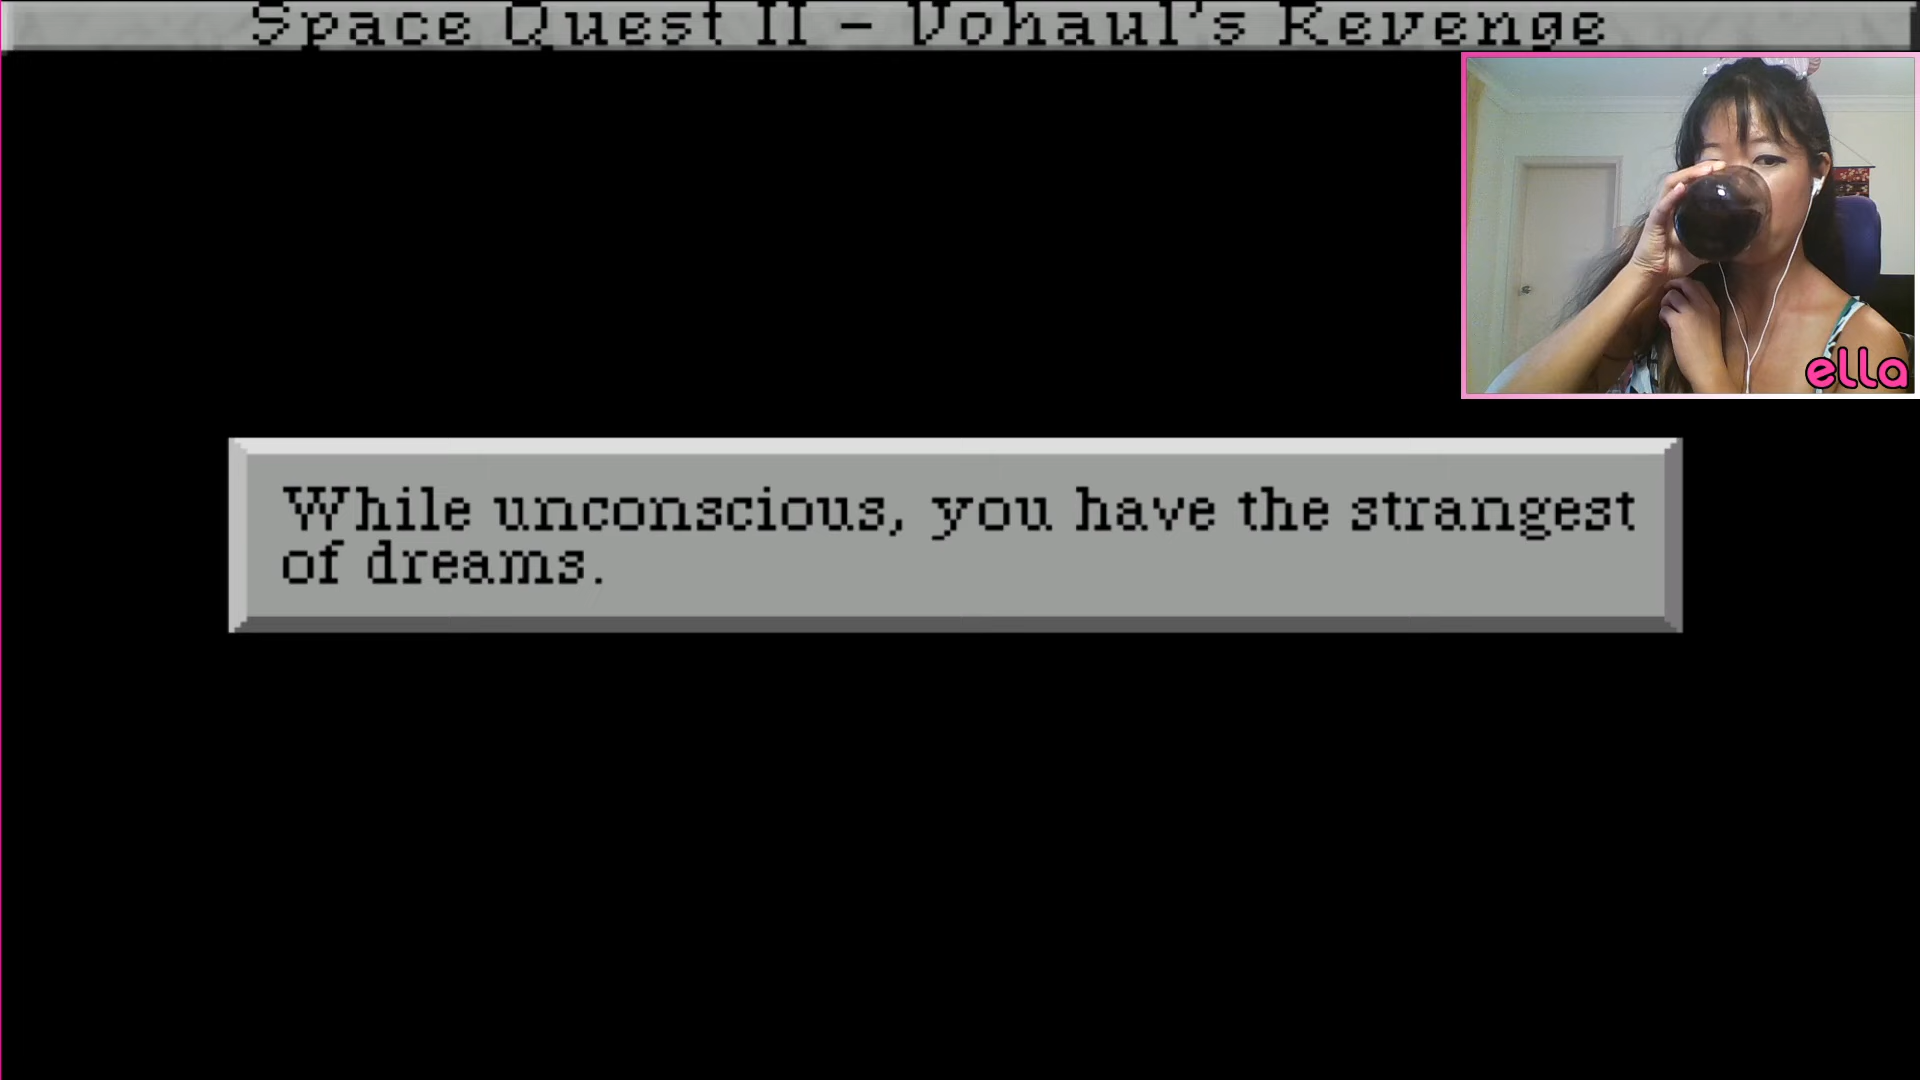 Space Quest II - Vohaul's Revenge
ella
While unconscious, you have the strangest
of dreams.